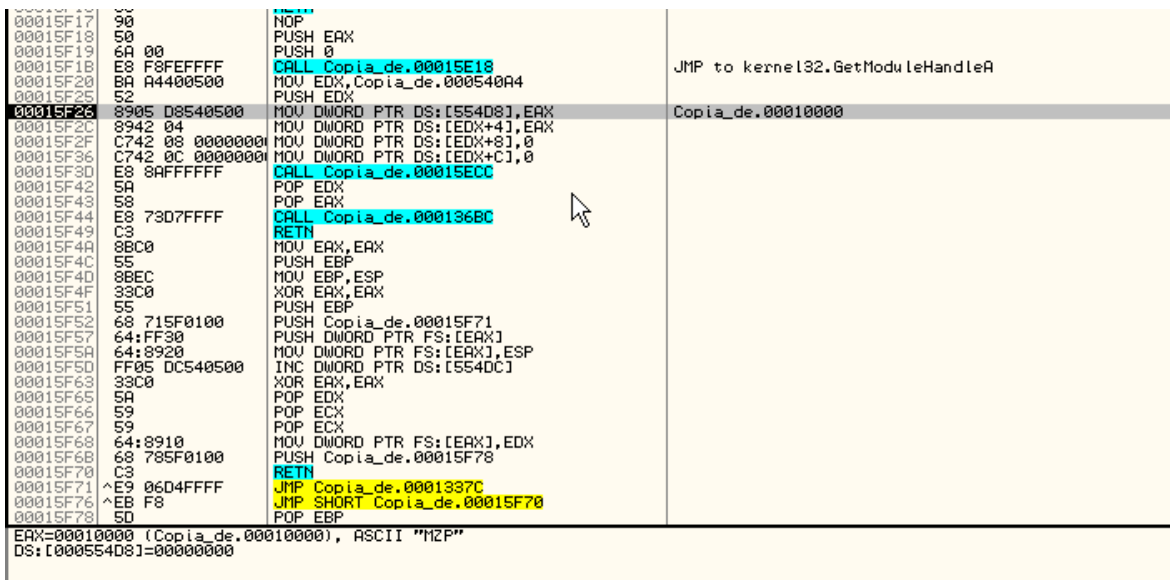 00015F17 90 NOP
00015F18 50 PUSH EAX
00015F19 6A 00 PUSH 0
00015F1B E8 F8FEFFFF CALL Copia_de.00015E18 JMP to kernel32.GetModuleHandleA
00015F20 BA A4400500 MOV EDX,Copia_de.000540A4
00015F25 52 PUSH EDX
00015F26 8905 D8540500 MOV DWORD PTR DS:[554D8],EAX Copia_de.00010000
00015F2C 8942 04 MOV DWORD PTR DS:[EDX+4],EAX
00015F2F C742 08 0000000 MOV DWORD PTR DS:[EDX+8],0
00015F36 C742 0C 0000000 MOV DWORD PTR DS:[EDX+C],0
00015F3D E8 8AFFFFFF CALL Copia_de.00015ECC
00015F42 5A POP EDX
00015F43 58 POP EAX
00015F44 E8 73D7FFFF CALL Copia_de.000136BC
00015F49 C3 RETN
00015F4A 8BC0 MOV EAX,EAX
00015F4C 55 PUSH EBP
00015F4D 8BEC MOV EBP,ESP
00015F4F 33C0 XOR EAX,EAX
00015F51 55 PUSH EBP
00015F52 68 715F0100 PUSH Copia_de.00015F71
00015F57 64:FF30 PUSH DWORD PTR FS:[EAX]
00015F5A 64:8920 MOV DWORD PTR FS:[EAX],ESP
00015F5D FF05 DC540500 INC DWORD PTR DS:[554DC]
00015F63 33C0 XOR EAX,EAX
00015F65 5A POP EDX
00015F66 59 POP ECX
00015F67 59 POP ECX
00015F68 64:8910 MOV DWORD PTR FS:[EAX],EDX
00015F6B 68 785F0100 PUSH Copia_de.00015F78
00015F70 C3 RETN
00015F71 ^E9 06D4FFFF JMP Copia_de.0001337C
00015F76 ^EB F8 JMP SHORT Copia_de.00015F70
00015F78 5D POP EBP
EAX=00010000 (Copia_de.00010000), ASCII "MZP"
DS:[000554D8]=00000000